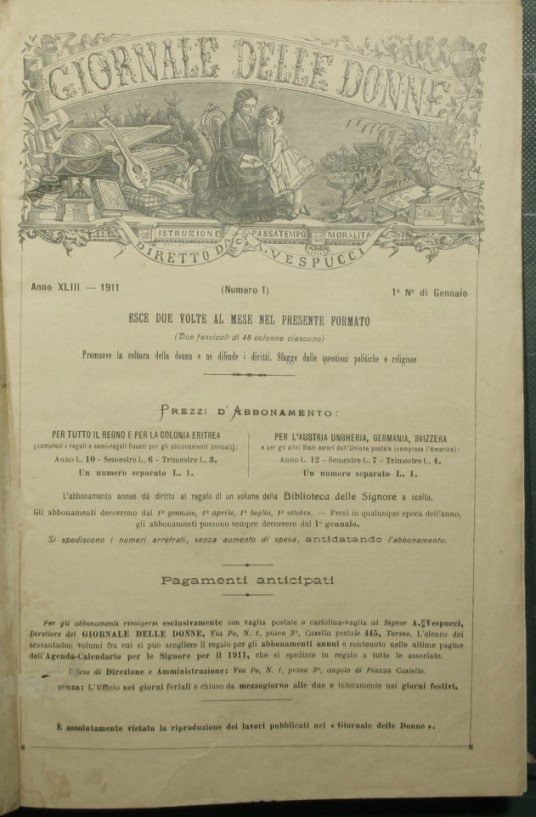 GIORNALE DELLE DONNE
ISTRUZIONE PASSATEMPO MORALITÀ
DIRETTO DA A. VESPUCCI
Anno XLIII — 1911 (Numero 1) 1º Nº di Gennaio
ESCE DUE VOLTE AL MESE NEL PRESENTE FORMATO
(Due fascicoli di 48 colonne ciascuno)
Promuove la coltura della donna e ne difende i diritti. Sfugge dalle questioni politiche e religiose
PREZZI D'ABBONAMENTO:
PER TUTTO IL REGNO E PER LA COLONIA ERITREA
(compresi i regali e semi-regali fissati per gli abbonamenti annuali):
Anno L. 10 - Semestre L. 6 - Trimestre L. 3.
Un numero separato L. 1.
PER L'AUSTRIA UNGHERIA, GERMANIA, SVIZZERA
e per gli altri Stati esteri dell'Unione postale (compresa l'America):
Anno L. 12 - Semestre L. 7 - Trimestre L. 4.
Un numero separato L. 1.
L'abbonamento annuo dà diritto al regalo di un volume della Biblioteca delle Signore a scelta.
Gli abbonamenti decorrono dal 1º gennaio, 1º aprile, 1º luglio, 1º ottobre. — Presi in qualunque epoca dell'anno,
gli abbonamenti possono sempre decorrere dal 1º gennaio.
Si spediscono i numeri arretrati, senza aumento di spesa, antidatando l'abbonamento.
Pagamenti anticipati
Per gli abbonamenti rivolgersi esclusivamente con vaglia postale o cartolina-vaglia al Signor A. Vespucci,
Direttore del GIORNALE DELLE DONNE, Via Po, N. 1, piano 3º, Casella postale 445, Torino. L'elenco dei
sessantadue volumi fra cui si può scegliere il regalo per gli abbonamenti annui è contenuto nelle ultime pagine
dell'Agenda-Calendario per le Signore per il 1911, che si spedisce in regalo a tutte le associate.
Ufficio di Direzione e Amministrazione: Via Po, N. 1, piano 3º, angolo di Piazza Castello.
enza: L'Ufficio nei giorni feriali è chiuso da mezzogiorno alle due e interamente nei giorni festivi.
È assolutamente vietata la riproduzione dei lavori pubblicati nel « Giornale delle Donne ».